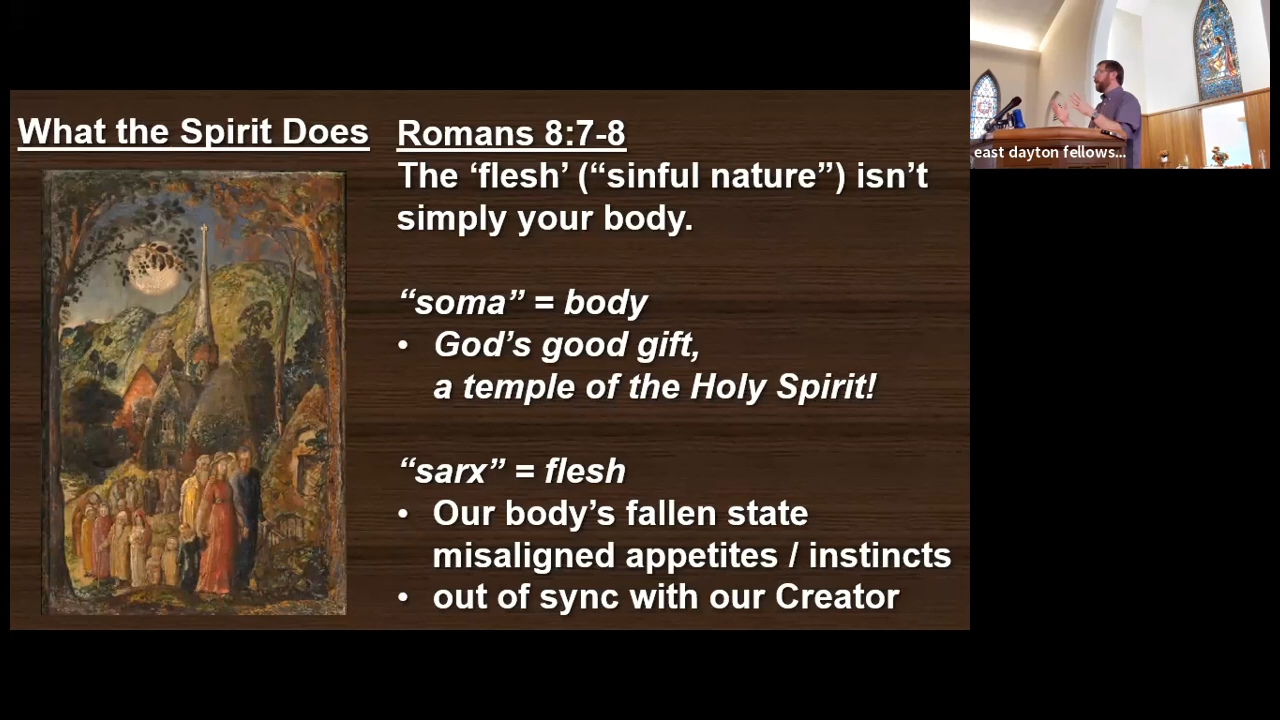 What the Spirit Does
Romans 8:7-8
The ‘flesh’ (“sinful nature”) isn’t
simply your body.
“soma” = body
• God’s good gift,
a temple of the Holy Spirit!
“sarx” = flesh
• Our body’s fallen state
misaligned appetites / instincts
• out of sync with our Creator
east dayton fellows...